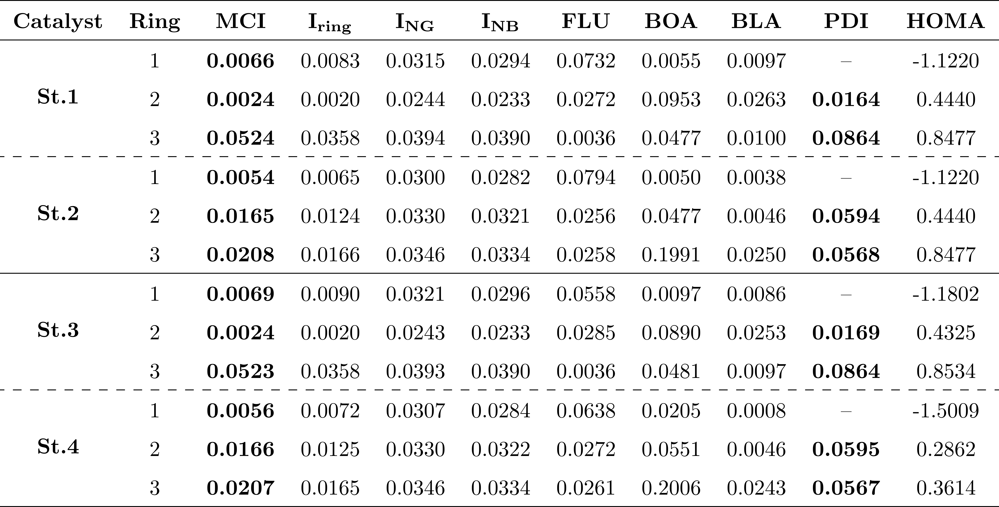 Catalyst Ring MCI I_ring I_NG I_NB FLU BOA BLA PDI HOMA
1 0.0066 0.0083 0.0315 0.0294 0.0732 0.0055 0.0097 – -1.1220
St.1 2 0.0024 0.0020 0.0244 0.0233 0.0272 0.0953 0.0263 0.0164 0.4440
3 0.0524 0.0358 0.0394 0.0390 0.0036 0.0477 0.0100 0.0864 0.8477
1 0.0054 0.0065 0.0300 0.0282 0.0794 0.0050 0.0038 – -1.1220
St.2 2 0.0165 0.0124 0.0330 0.0321 0.0256 0.0477 0.0046 0.0594 0.4440
3 0.0208 0.0166 0.0346 0.0334 0.0258 0.1991 0.0250 0.0568 0.8477
1 0.0069 0.0090 0.0321 0.0296 0.0558 0.0097 0.0086 – -1.1802
St.3 2 0.0024 0.0020 0.0243 0.0233 0.0285 0.0890 0.0253 0.0169 0.4325
3 0.0523 0.0358 0.0393 0.0390 0.0036 0.0481 0.0097 0.0864 0.8534
1 0.0056 0.0072 0.0307 0.0284 0.0638 0.0205 0.0008 – -1.5009
St.4 2 0.0166 0.0125 0.0330 0.0322 0.0272 0.0551 0.0046 0.0595 0.2862
3 0.0207 0.0165 0.0346 0.0334 0.0261 0.2006 0.0243 0.0567 0.3614